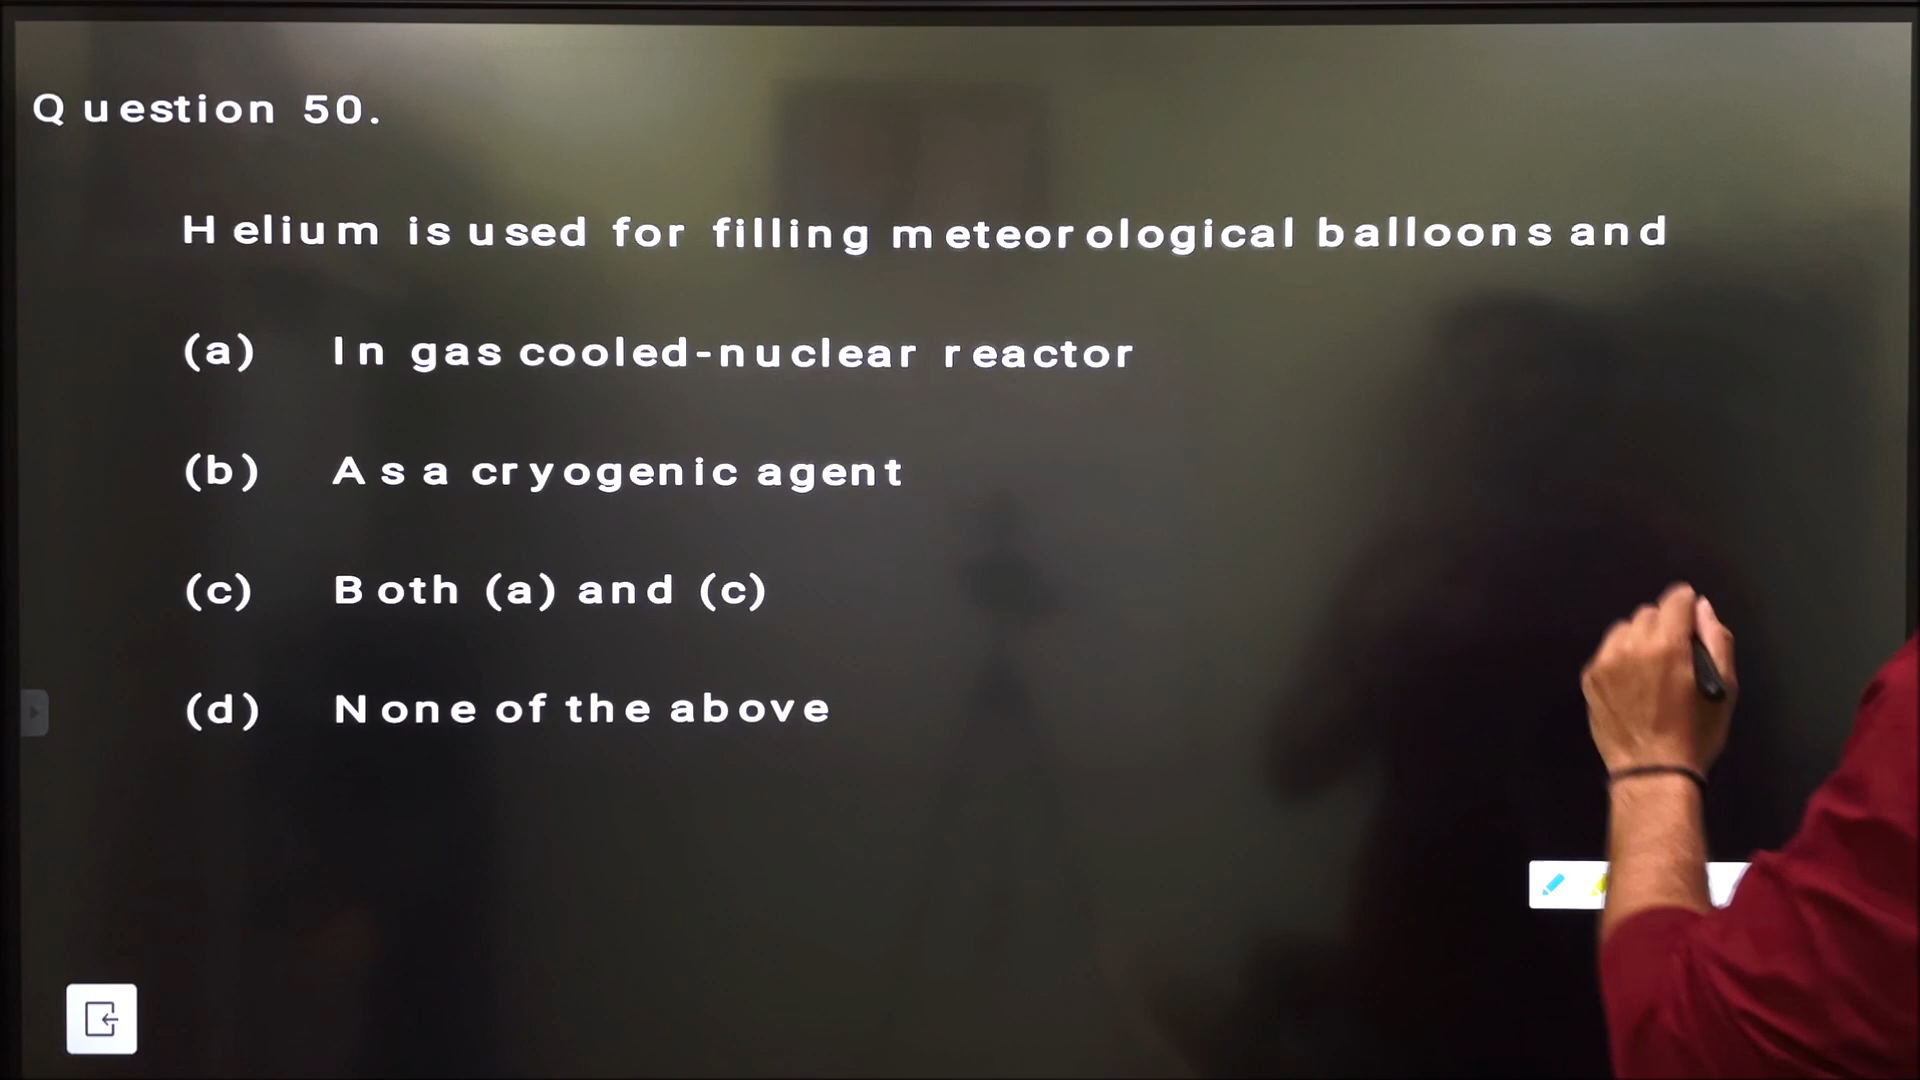 Question 50.
Helium is used for filling meteorological balloons and
(a) In gas cooled-nuclear reactor
(b) As a cryogenic agent
(c) Both (a) and (c)
(d) None of the above